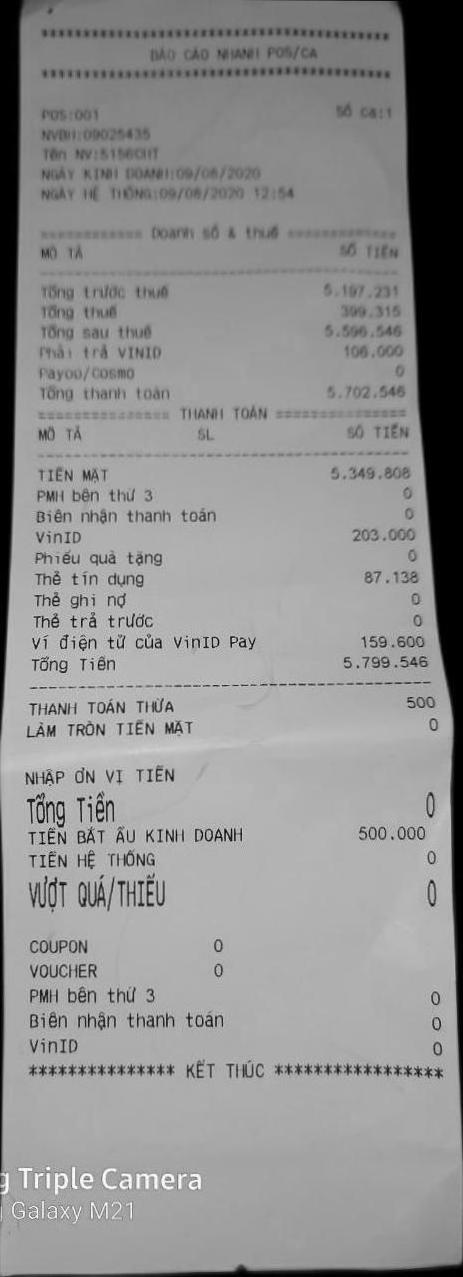 **********************************
BÁO CÁO NHANH POS/CA
**********************************
POS:001 Số ca:1
NVBH:09025435
Tên NV:5156CHT
NGÀY KINH DOANH:09/08/2020
NGÀY HỆ THỐNG:09/08/2020 12:54
============ Doanh số & thuế ============
MÔ TẢ SỐ TIỀN
Tổng trước thuế 5.197.231
Tổng thuế 399.315
Tổng sau thuế 5.596.546
Phải trả VINID 106.000
Payoo/Cosmo 0
Tổng thanh toán 5.702.546
=============== THANH TOÁN ===============
MÔ TẢ SL SỐ TIỀN
TIỀN MẶT 5.349.808
PMH bên thứ 3 0
Biên nhận thanh toán 0
VinID 203.000
Phiếu quà tặng 0
Thẻ tín dụng 87.138
Thẻ ghi nợ 0
Thẻ trả trước 0
Ví điện tử của VinID Pay 159.600
Tổng Tiền 5.799.546
THANH TOÁN THỪA 500
LÀM TRÒN TIỀN MẶT 0
NHẬP ƠN VỊ TIỀN
Tổng Tiền 0
TIỀN BẮT ẦU KINH DOANH 500.000
TIỀN HỆ THỐNG 0
VƯỢT QUÁ/THIẾU 0
COUPON 0
VOUCHER 0
PMH bên thứ 3 0
Biên nhận thanh toán 0
VinID 0
*************** KẾT THÚC *****************
g Triple Camera
Galaxy M21